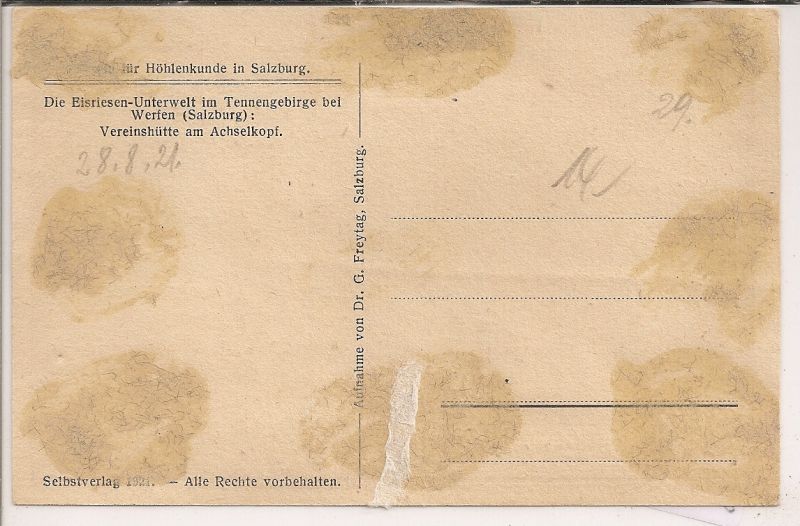 für Höhlenkunde in Salzburg.
Die Eisriesen-Unterwelt im Tennengebirge bei
Werfen (Salzburg):
Vereinshütte am Achselkopf.
28.8.21.
Selbstverlag 1921. — Alle Rechte vorbehalten.
Aufnahme von Dr. G. Freytag, Salzburg.
29.
14